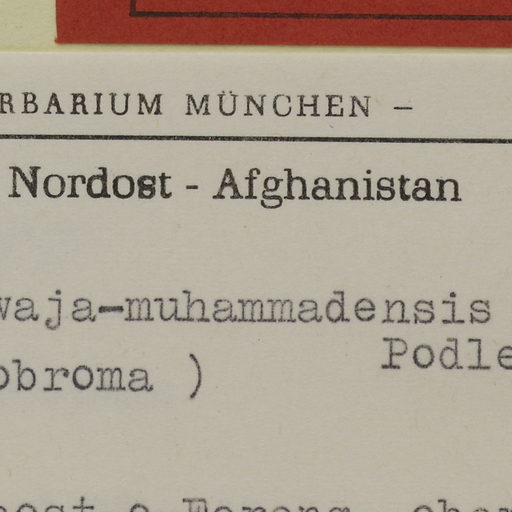 RBARIUM MÜNCHEN –
Nordost - Afghanistan
waja-muhammadensis
Podle
obroma )